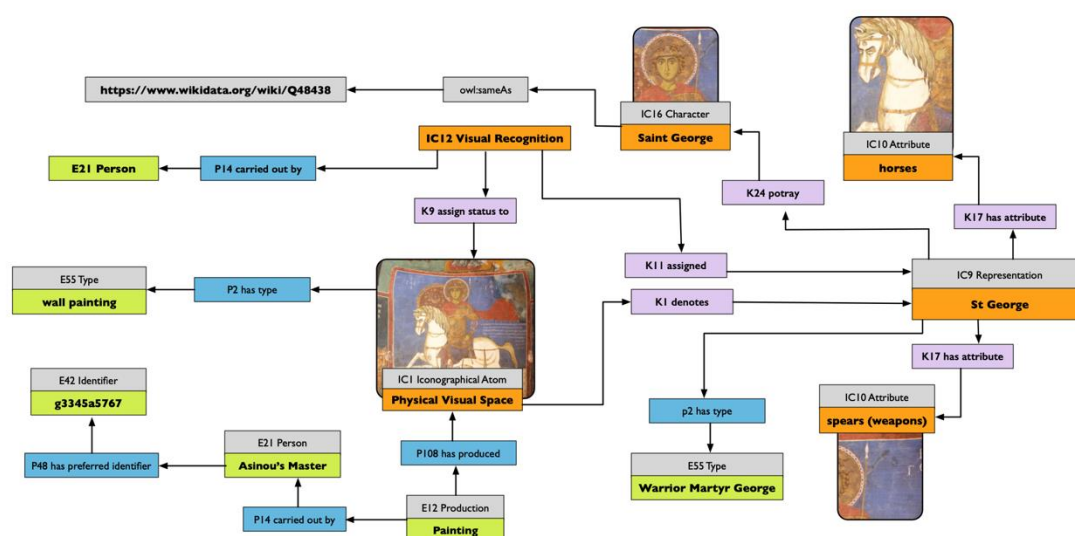 https://www.wikidata.org/wiki/Q48438
owl:sameAs
IC16 Character
Saint George
IC10 Attribute
horses
IC12 Visual Recognition
E21 Person
P14 carried out by
K24 potray
K9 assign status to
K17 has attribute
K11 assigned
IC9 Representation
St George
E55 Type
wall painting
P2 has type
K1 denotes
K17 has attribute
IC1 Iconographical Atom
Physical Visual Space
E42 Identifier
g3345a5767
p2 has type
IC10 Attribute
spears (weapons)
E21 Person
Asinou's Master
P48 has preferred identifier
P108 has produced
E55 Type
Warrior Martyr George
P14 carried out by
E12 Production
Painting